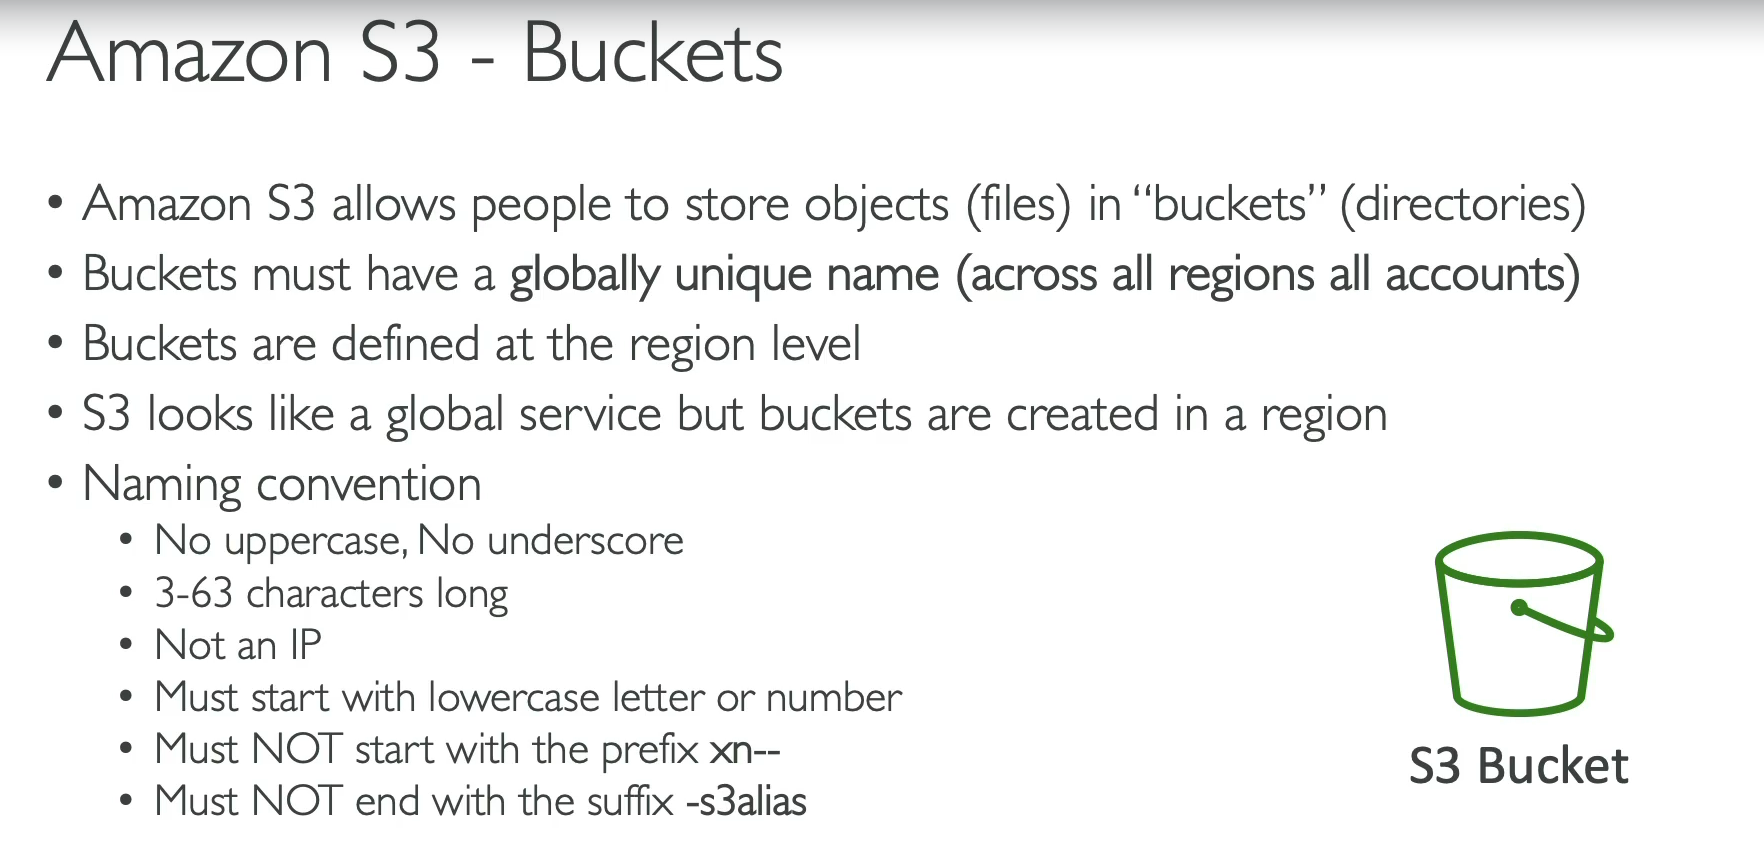 Amazon S3 - Buckets
• Amazon S3 allows people to store objects (files) in “buckets” (directories)
• Buckets must have a globally unique name (across all regions all accounts)
• Buckets are defined at the region level
• S3 looks like a global service but buckets are created in a region
• Naming convention
• No uppercase, No underscore
• 3-63 characters long
• Not an IP
• Must start with lowercase letter or number
• Must NOT start with the prefix xn--
• Must NOT end with the suffix -s3alias
S3 Bucket